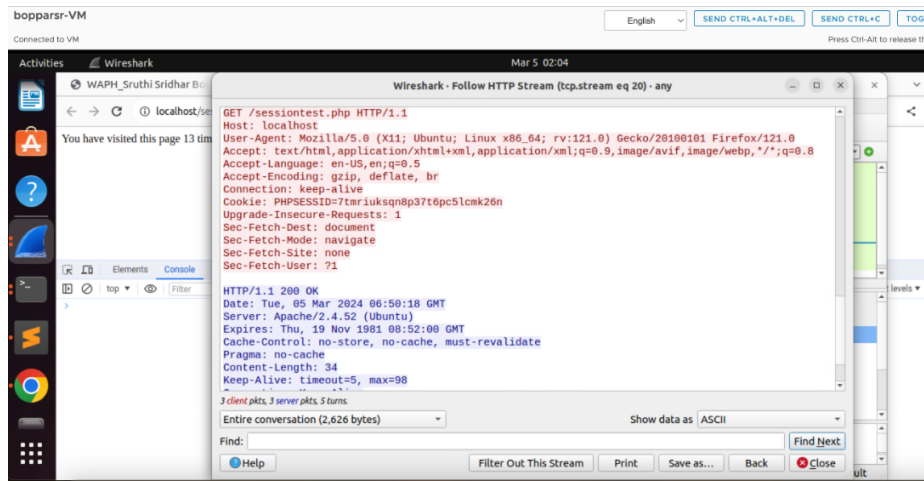 bopparsr-VM
English
SEND CTRL+ALT+DEL
SEND CTRL+C
TOG
Connected to VM
Press Ctrl-Alt to release th
Activities
Wireshark
Mar 5 02:04
WAPH_Sruthi Sridhar Bo
Wireshark · Follow HTTP Stream (tcp.stream eq 20) · any
localhost/se
You have visited this page 13 tim
GET /sessiontest.php HTTP/1.1
Host: localhost
User-Agent: Mozilla/5.0 (X11; Ubuntu; Linux x86_64; rv:121.0) Gecko/20100101 Firefox/121.0
Accept: text/html,application/xhtml+xml,application/xml;q=0.9,image/avif,image/webp,*/*;q=0.8
Accept-Language: en-US,en;q=0.5
Accept-Encoding: gzip, deflate, br
Connection: keep-alive
Cookie: PHPSESSID=7tmriuksqn8p37t6pc5lcmk26n
Upgrade-Insecure-Requests: 1
Sec-Fetch-Dest: document
Sec-Fetch-Mode: navigate
Sec-Fetch-Site: none
Sec-Fetch-User: ?1
HTTP/1.1 200 OK
Date: Tue, 05 Mar 2024 06:50:18 GMT
Server: Apache/2.4.52 (Ubuntu)
Expires: Thu, 19 Nov 1981 08:52:00 GMT
Cache-Control: no-store, no-cache, must-revalidate
Pragma: no-cache
Content-Length: 34
Keep-Alive: timeout=5, max=98
Elements
Console
top
Filter
levels
3 client pkts, 3 server pkts, 5 turns.
Entire conversation (2,626 bytes)
Show data as
ASCII
Find:
Find Next
Help
Filter Out This Stream
Print
Save as...
Back
Close
ult